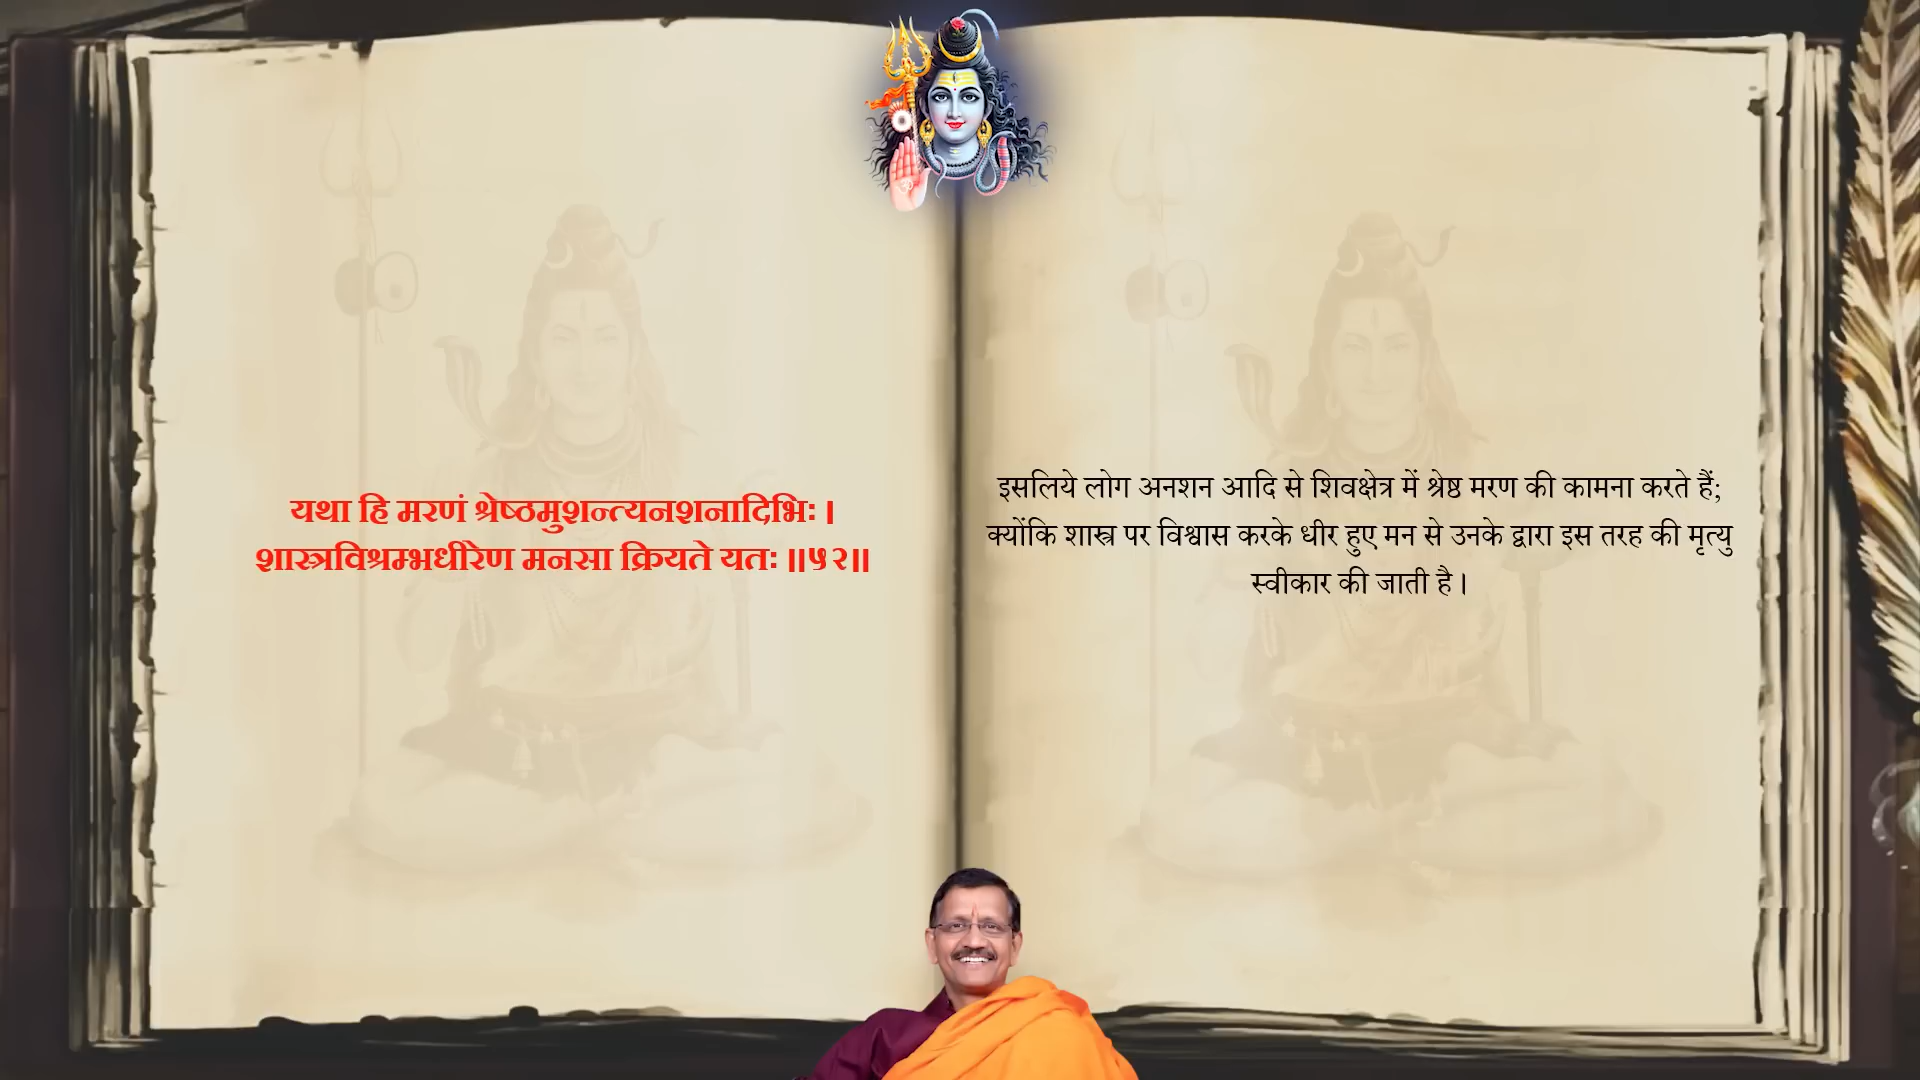 यथा हि मरणं श्रेष्ठमुशन्त्यनशनादिभिः ।
शास्त्रविश्रम्भधीरेण मनसा क्रियते यतः ॥५२॥
इसलिये लोग अनशन आदि से शिवक्षेत्र में श्रेष्ठ मरण की कामना करते हैं;
क्योंकि शास्त्र पर विश्वास करके धीर हुए मन से उनके द्वारा इस तरह की मृत्यु
स्वीकार की जाती है ।